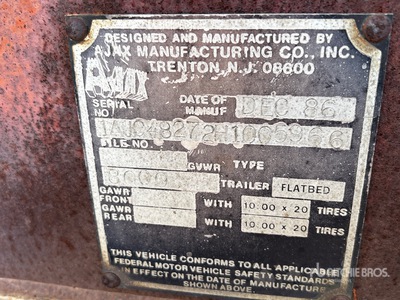 DESIGNED AND MANUFACTURED BY
AJAX MANUFACTURING CO., INC.
TRENTON, N.J. 08600
AJAX
SERIAL NO.
DATE OF MANUF DEC 86
FILE NO.
GVWR TYPE
TRAILER FLATBED
GAWR FRONT WITH 10.00 x 20 TIRES
GAWR REAR WITH 10.00 x 20 TIRES
THIS VEHICLE CONFORMS TO ALL APPLICABLE
FEDERAL MOTOR VEHICLE SAFETY STANDARDS
IN EFFECT ON THE DATE OF MANUFACTURE
SHOWN ABOVE.